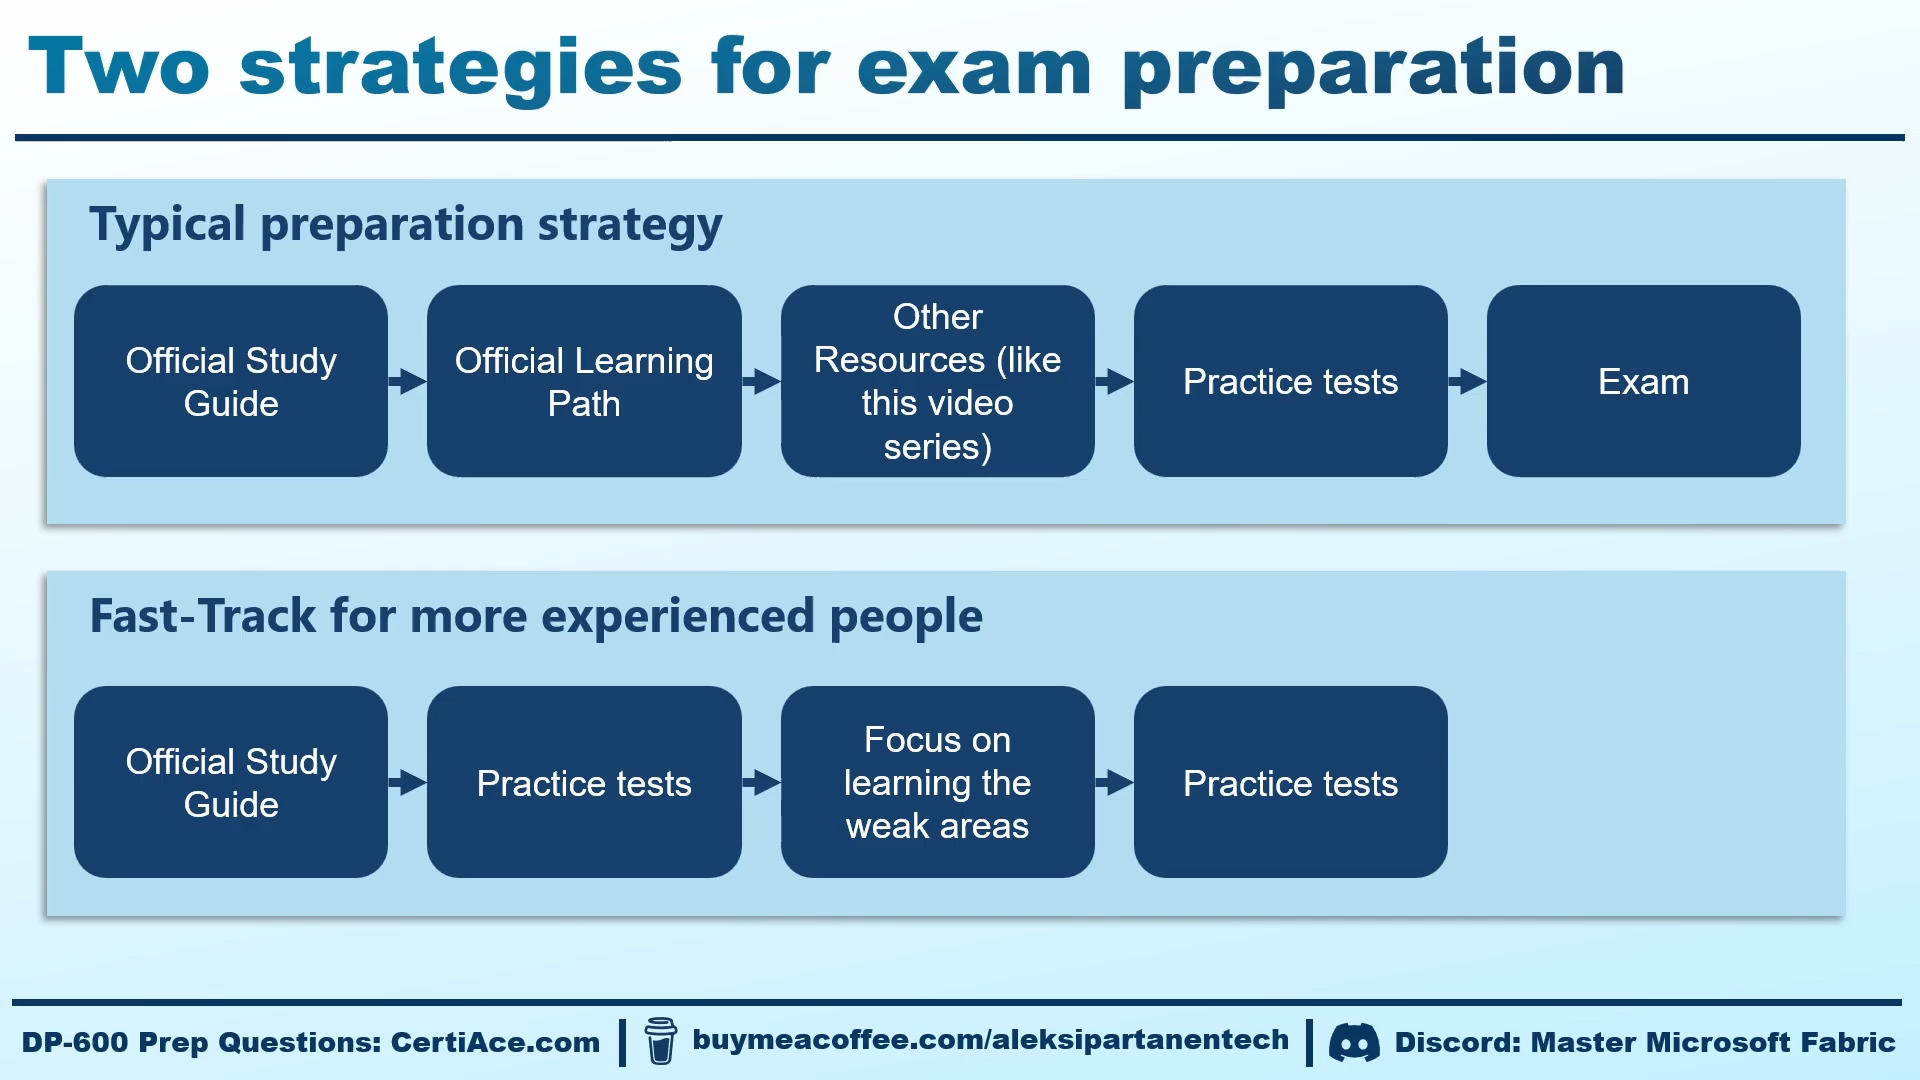 Two strategies for exam preparation
Typical preparation strategy
Official Study
Guide
Official Learning
Path
Other
Resources (like
this video
series)
Practice tests
Exam
Fast-Track for more experienced people
Official Study
Guide
Practice tests
Focus on
learning the
weak areas
Practice tests
DP-600 Prep Questions: CertiAce.com
buymeacoffee.com/aleksipartanentech
Discord: Master Microsoft Fabric